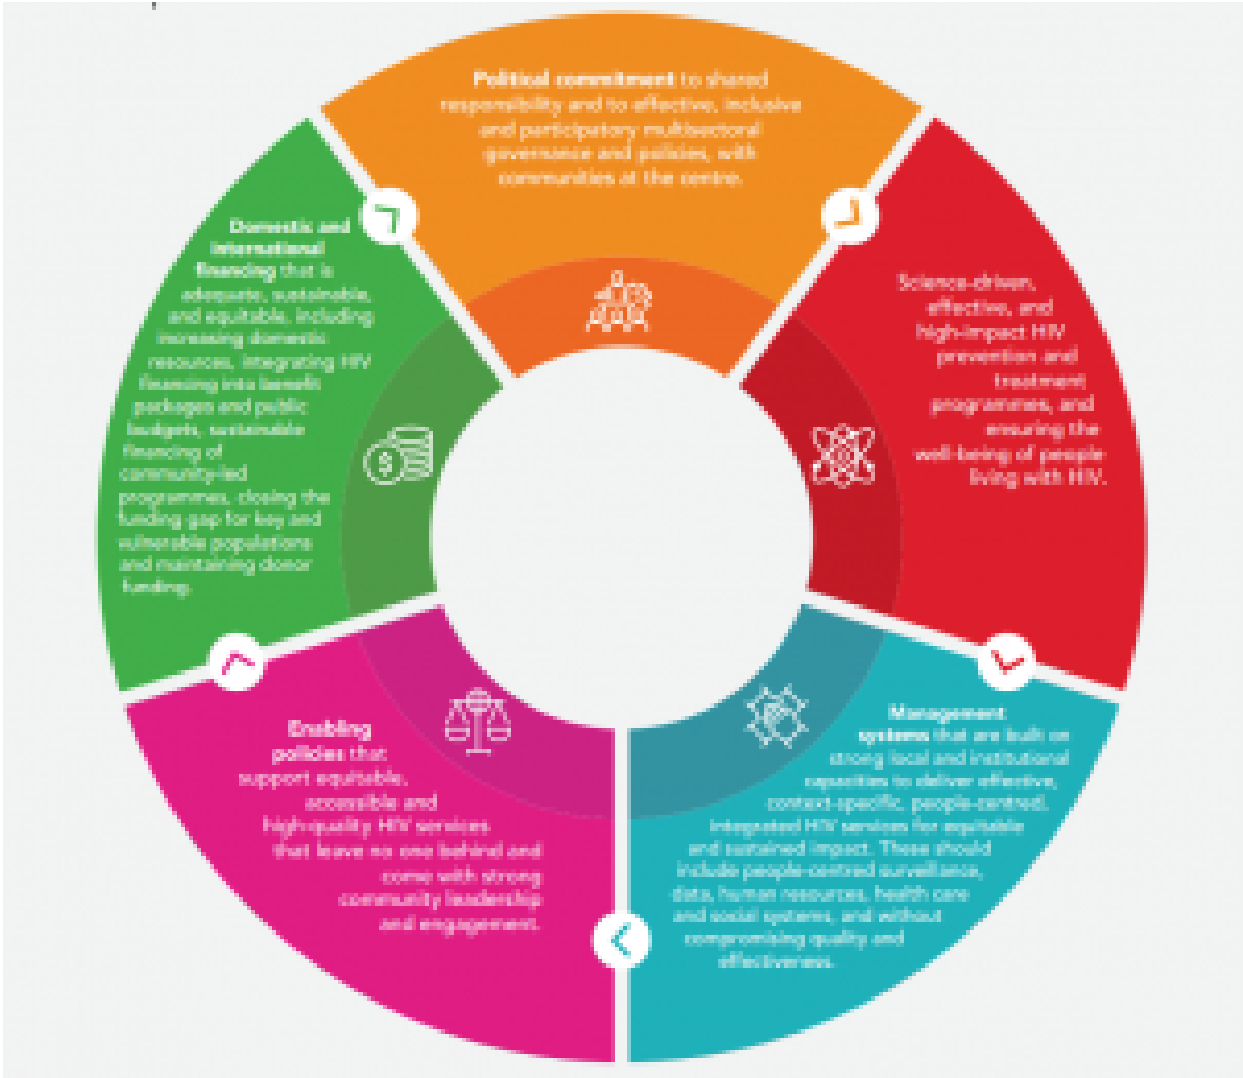 Political commitment to shared
responsibility and to effective, inclusive
and participatory multisectoral
governance and policies, with
communities at the centre.
Science-driven,
effective, and
high-impact HIV
prevention and
treatment
programmes, and
ensuring the
well-being of people
living with HIV.
Management
systems that are built on
strong local and institutional
capacities to deliver effective,
context-specific, people-centred,
integrated HIV services for equitable
and sustained impact. These should
include people-centred surveillance,
data, human resources, health care
and social systems, and without
compromising quality and
effectiveness.
Enabling
policies that
support equitable,
accessible and
high-quality HIV services
that leave no one behind and
come with strong
community leadership
and engagement.
Domestic and
international
financing that is
adequate, sustainable,
and equitable, including
increasing domestic
resources, integrating HIV
financing into benefit
packages and public
budgets, sustainable
financing of
community-led
programmes, closing the
funding gap for key and
vulnerable populations
and maintaining donor
funding.
$